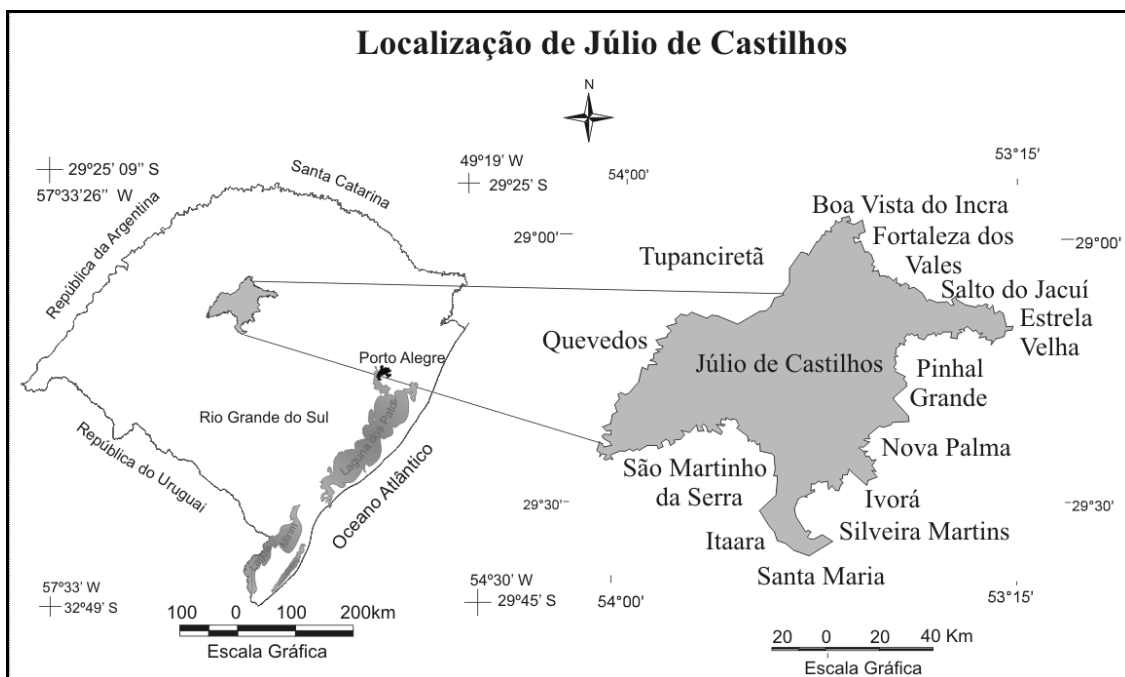 Localização de Júlio de Castilhos
N
29º25' 09" S
57º33'26" W
49º19' W
29º25' S
54º00'
53°15'
Santa Catarina
República da Argentina
Porto Alegre
Rio Grande do Sul
Laguna dos Patos
República do Uruguai
Oceano Atlântico
Mirim
57º33' W
32º49' S
54º30' W
29º45' S
100 0 100 200km
Escala Gráfica
29°00'
29°00'
Boa Vista do Incra
Fortaleza dos
Vales
Tupanciretã
Salto do Jacuí
Estrela
Velha
Quevedos
Júlio de Castilhos
Pinhal
Grande
Nova Palma
São Martinho
da Serra
Ivorá
29°30'
29°30'
Silveira Martins
Itaara
Santa Maria
54°00'
53°15'
20 0 20 40 Km
Escala Gráfica